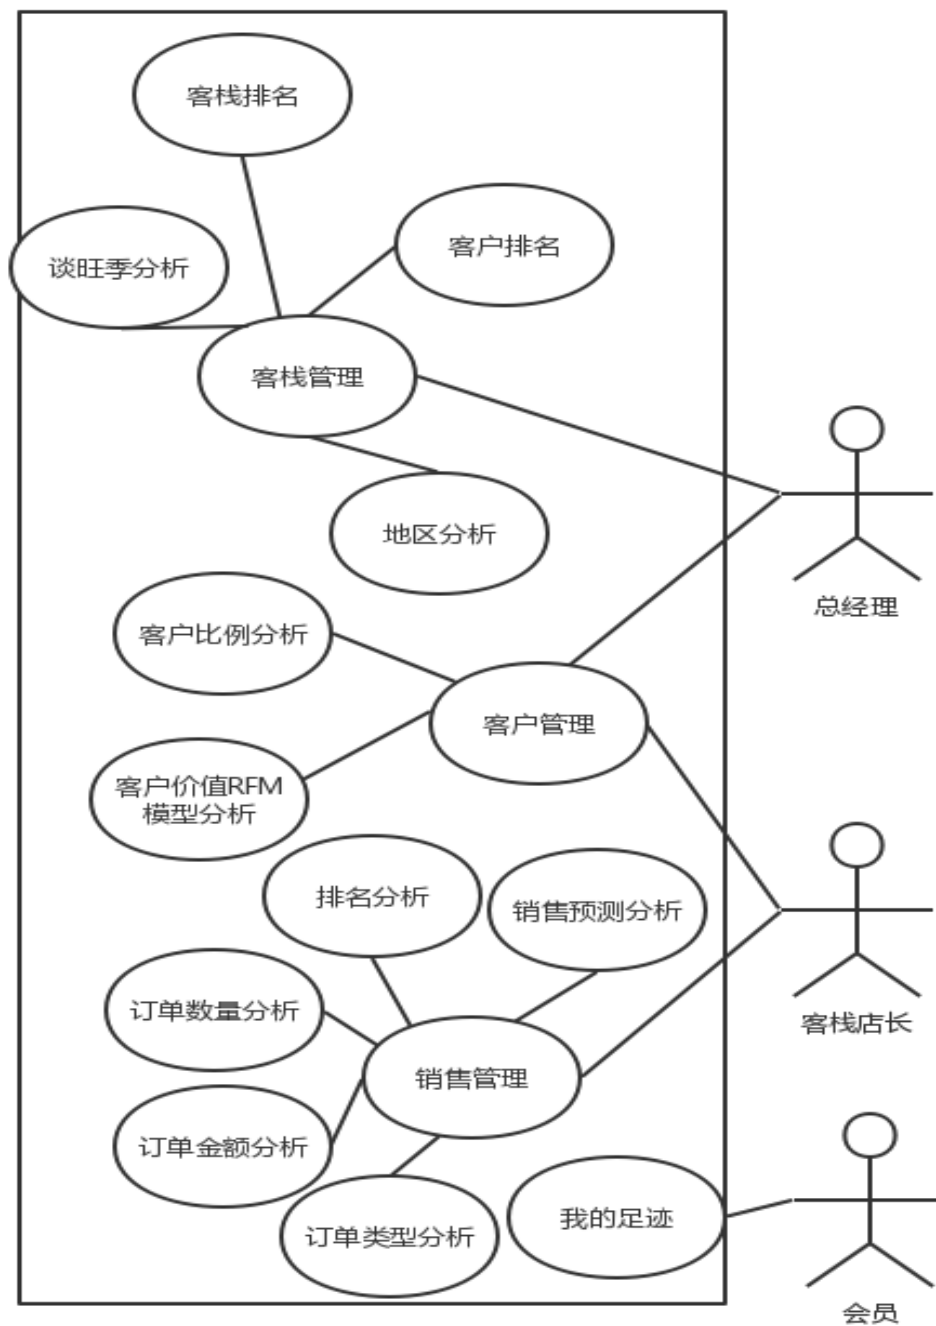 客栈排名
客户排名
谈旺季分析
客栈管理
地区分析
总经理
客户比例分析
客户管理
客户价值RFM
模型分析
排名分析
销售预测分析
订单数量分析
客栈店长
销售管理
订单金额分析
我的足迹
订单类型分析
会员